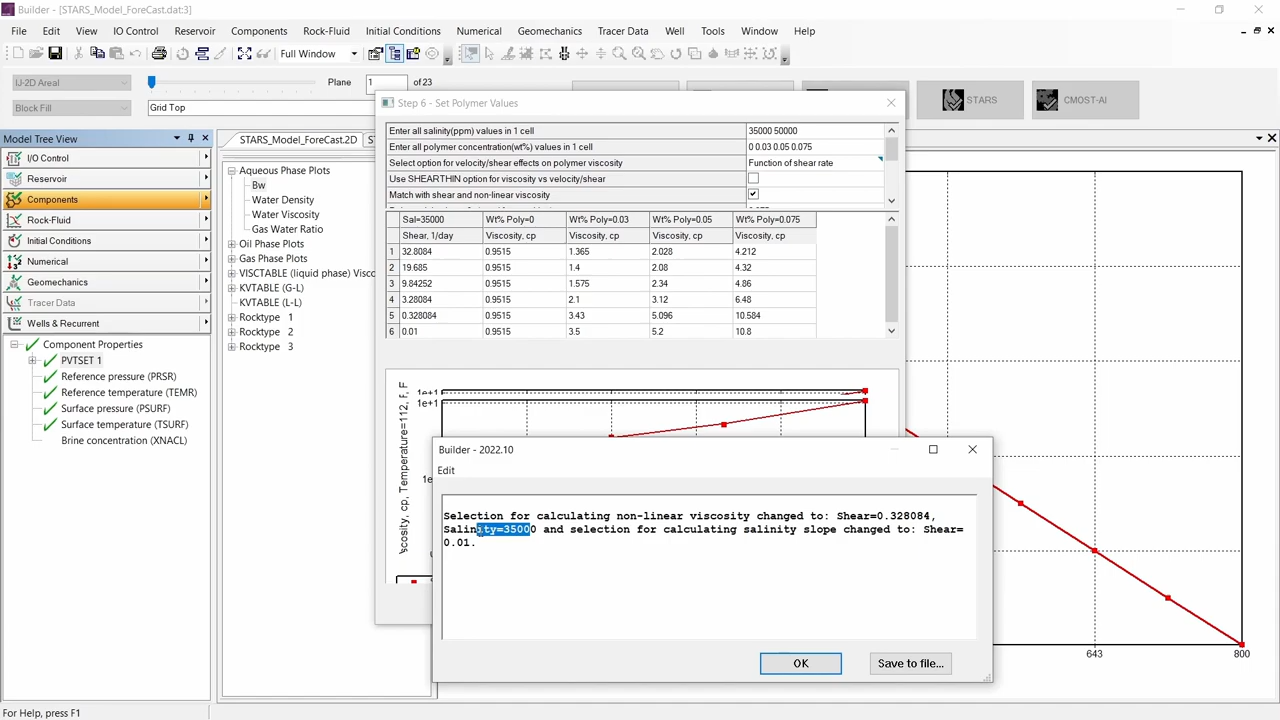 Builder - [STARS_Model_ForeCast.dat:3]
File Edit View IO Control Reservoir Components Rock-Fluid Initial Conditions Numerical Geomechanics Tracer Data Well Tools Window Help
Full Window
IJ-2D Areal Plane 1 of 23
Block Fill Grid Top STARS CMOST-AI
Model Tree View
I/O Control
Reservoir
Components
Rock-Fluid
Initial Conditions
Numerical
Geomechanics
Tracer Data
Wells & Recurrent
Component Properties
PVTSET 1
Reference pressure (PRSR)
Reference temperature (TEMR)
Surface pressure (PSURF)
Surface temperature (TSURF)
Brine concentration (XNACL)
STARS_Model_ForeCast.2D
Aqueous Phase Plots
Bw
Water Density
Water Viscosity
Gas Water Ratio
Oil Phase Plots
Gas Phase Plots
VISCTABLE (liquid phase) Visco
KVTABLE (G-L)
KVTABLE (L-L)
Rocktype 1
Rocktype 2
Rocktype 3
Step 6 - Set Polymer Values
Enter all salinity(ppm) values in 1 cell 35000 50000
Enter all polymer concentration(wt%) values in 1 cell 0 0.03 0.05 0.075
Select option for velocity/shear effects on polymer viscosity Function of shear rate
Use SHEARTHIN option for viscosity vs velocity/shear
Match with shear and non-linear viscosity
Sal=35000 Wt% Poly=0 Wt% Poly=0.03 Wt% Poly=0.05 Wt% Poly=0.075
Shear, 1/day Viscosity, cp Viscosity, cp Viscosity, cp Viscosity, cp
1 32.8084 0.9515 1.365 2.028 4.212
2 19.685 0.9515 1.4 2.08 4.32
3 9.84252 0.9515 1.575 2.34 4.86
4 3.28084 0.9515 2.1 3.12 6.48
5 0.328084 0.9515 3.43 5.096 10.584
6 0.01 0.9515 3.5 5.2 10.8
1e+1
1e+1
scosity, cp, Temperature=112, F, F
Builder - 2022.10
Edit
Selection for calculating non-linear viscosity changed to: Shear=0.328084,
Salinity=35000 and selection for calculating salinity slope changed to: Shear=
0.01.
OK Save to file...
643 800
For Help, press F1